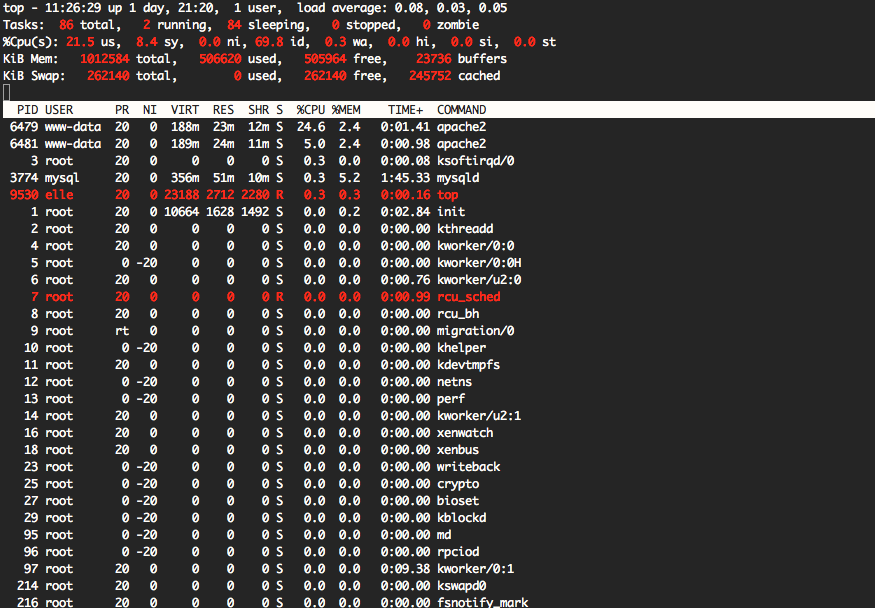 top - 11:26:29 up 1 day, 21:20,  1 user,  load average: 0.08, 0.03, 0.05
Tasks:  86 total,   2 running,  84 sleeping,   0 stopped,   0 zombie
%Cpu(s): 21.5 us,  8.4 sy,  0.0 ni, 69.8 id,  0.3 wa,  0.0 hi,  0.0 si,  0.0 st
KiB Mem:   1012584 total,   506620 used,   505964 free,    23736 buffers
KiB Swap:   262140 total,        0 used,   262140 free,   245752 cached
  PID USER      PR  NI  VIRT  RES  SHR S  %CPU %MEM    TIME+  COMMAND
 6479 www-data  20   0  188m  23m  12m S  24.6  2.4   0:01.41 apache2
 6481 www-data  20   0  189m  24m  11m S   5.0  2.4   0:00.98 apache2
    3 root      20   0     0    0    0 S   0.3  0.0   0:00.08 ksoftirqd/0
 3774 mysql     20   0  356m  51m  10m S   0.3  5.2   1:45.33 mysqld
 9530 elle      20   0 23188 2712 2280 R   0.3  0.3   0:00.16 top
    1 root      20   0 10664 1628 1492 S   0.0  0.2   0:02.84 init
    2 root      20   0     0    0    0 S   0.0  0.0   0:00.00 kthreadd
    4 root      20   0     0    0    0 S   0.0  0.0   0:00.00 kworker/0:0
    5 root       0 -20     0    0    0 S   0.0  0.0   0:00.00 kworker/0:0H
    6 root      20   0     0    0    0 S   0.0  0.0   0:00.76 kworker/u2:0
    7 root      20   0     0    0    0 R   0.0  0.0   0:00.99 rcu_sched
    8 root      20   0     0    0    0 S   0.0  0.0   0:00.00 rcu_bh
    9 root      rt   0     0    0    0 S   0.0  0.0   0:00.00 migration/0
   10 root       0 -20     0    0    0 S   0.0  0.0   0:00.00 khelper
   11 root      20   0     0    0    0 S   0.0  0.0   0:00.00 kdevtmpfs
   12 root       0 -20     0    0    0 S   0.0  0.0   0:00.00 netns
   13 root       0 -20     0    0    0 S   0.0  0.0   0:00.00 perf
   14 root      20   0     0    0    0 S   0.0  0.0   0:00.00 kworker/u2:1
   16 root      20   0     0    0    0 S   0.0  0.0   0:00.00 xenwatch
   18 root      20   0     0    0    0 S   0.0  0.0   0:00.00 xenbus
   23 root       0 -20     0    0    0 S   0.0  0.0   0:00.00 writeback
   25 root       0 -20     0    0    0 S   0.0  0.0   0:00.00 crypto
   27 root       0 -20     0    0    0 S   0.0  0.0   0:00.00 bioset
   29 root       0 -20     0    0    0 S   0.0  0.0   0:00.00 kblockd
   95 root       0 -20     0    0    0 S   0.0  0.0   0:00.00 md
   96 root       0 -20     0    0    0 S   0.0  0.0   0:00.00 rpciod
   97 root      20   0     0    0    0 S   0.0  0.0   0:09.38 kworker/0:1
  214 root      20   0     0    0    0 S   0.0  0.0   0:00.00 kswapd0
  216 root      20   0     0    0    0 S   0.0  0.0   0:00.00 fsnotify_mark